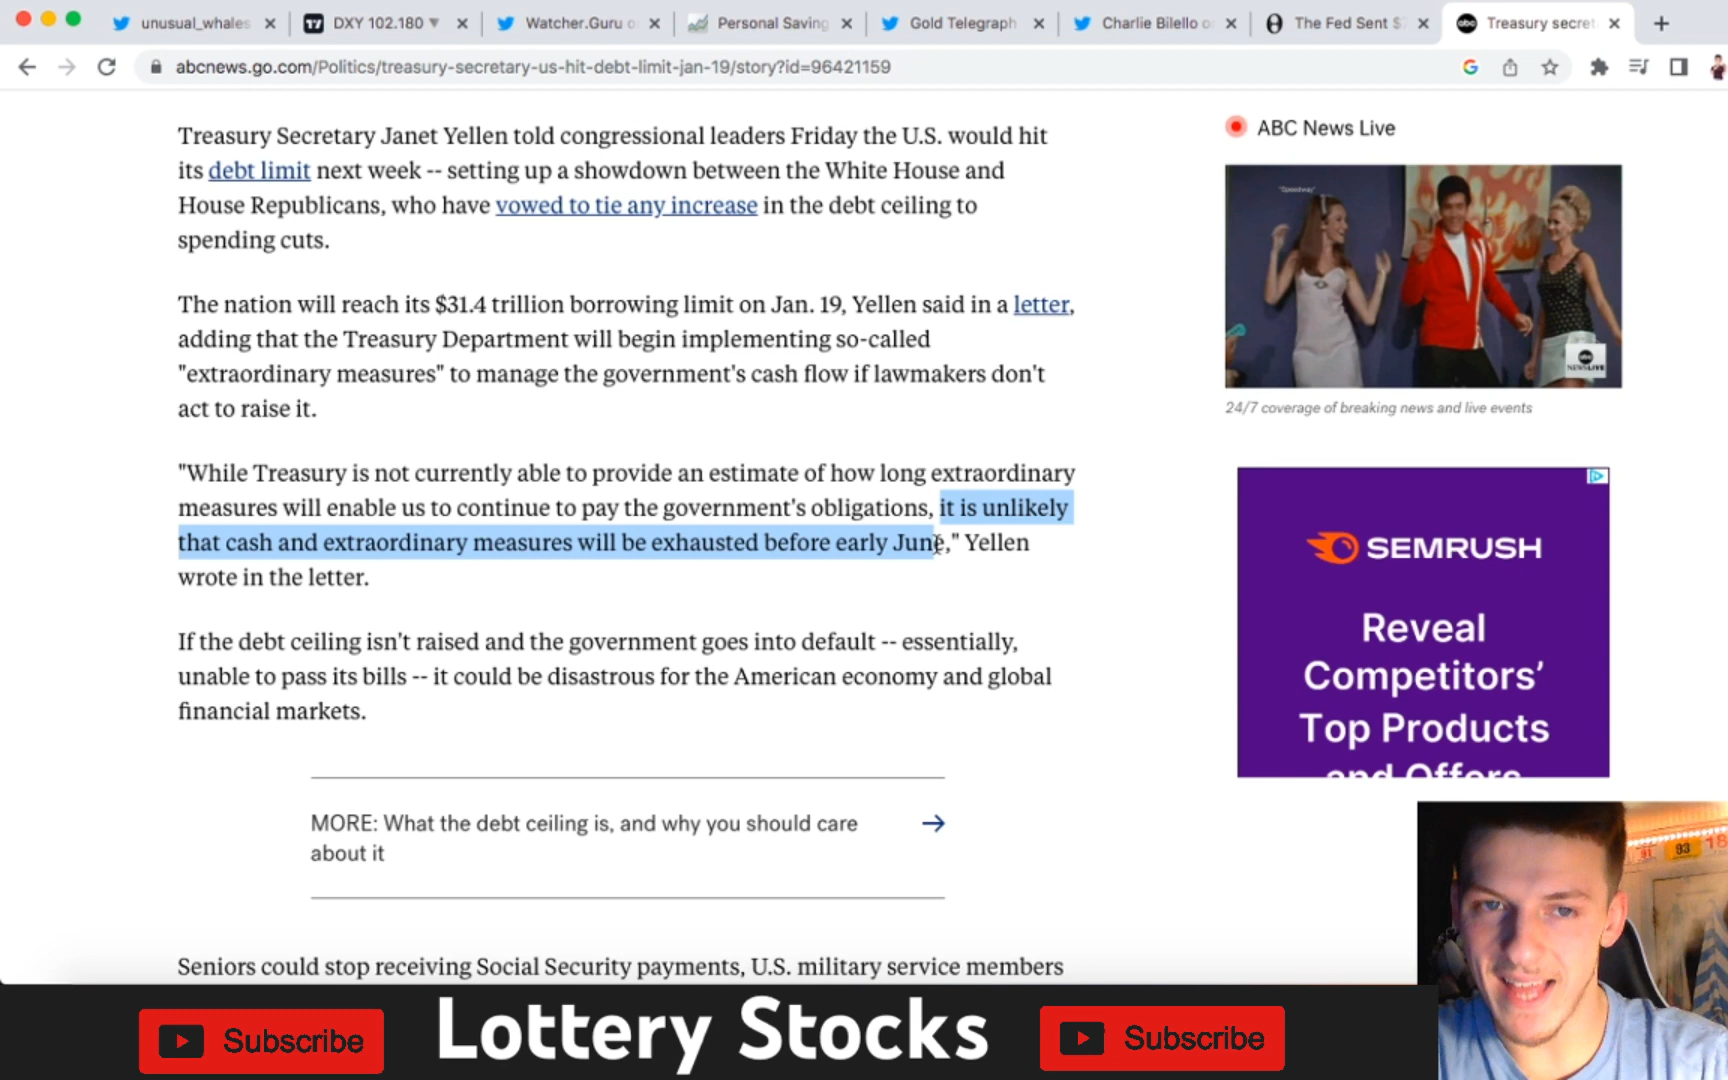 unusual_whales
DXY 102.180 ▼
Watcher.Guru o
Personal Saving
Gold Telegraph
Charlie Bilello o
The Fed Sent $
abc
Treasury secret
abcnews.go.com/Politics/treasury-secretary-us-hit-debt-limit-jan-19/story?id=96421159
Treasury Secretary Janet Yellen told congressional leaders Friday the U.S. would hit
its debt limit next week -- setting up a showdown between the White House and
House Republicans, who have vowed to tie any increase in the debt ceiling to
spending cuts.
The nation will reach its $31.4 trillion borrowing limit on Jan. 19, Yellen said in a letter,
adding that the Treasury Department will begin implementing so-called
"extraordinary measures" to manage the government's cash flow if lawmakers don't
act to raise it.
"While Treasury is not currently able to provide an estimate of how long extraordinary
measures will enable us to continue to pay the government's obligations, it is unlikely
that cash and extraordinary measures will be exhausted before early June," Yellen
wrote in the letter.
If the debt ceiling isn't raised and the government goes into default -- essentially,
unable to pass its bills -- it could be disastrous for the American economy and global
financial markets.
MORE: What the debt ceiling is, and why you should care
about it
Seniors could stop receiving Social Security payments, U.S. military service members
ABC News Live
"Speedway"
abc
NEWS LIVE
24/7 coverage of breaking news and live events
SEMRUSH
Reveal
Competitors'
Top Products
and Offers
91 93 18
Subscribe
Lottery Stocks
Subscribe